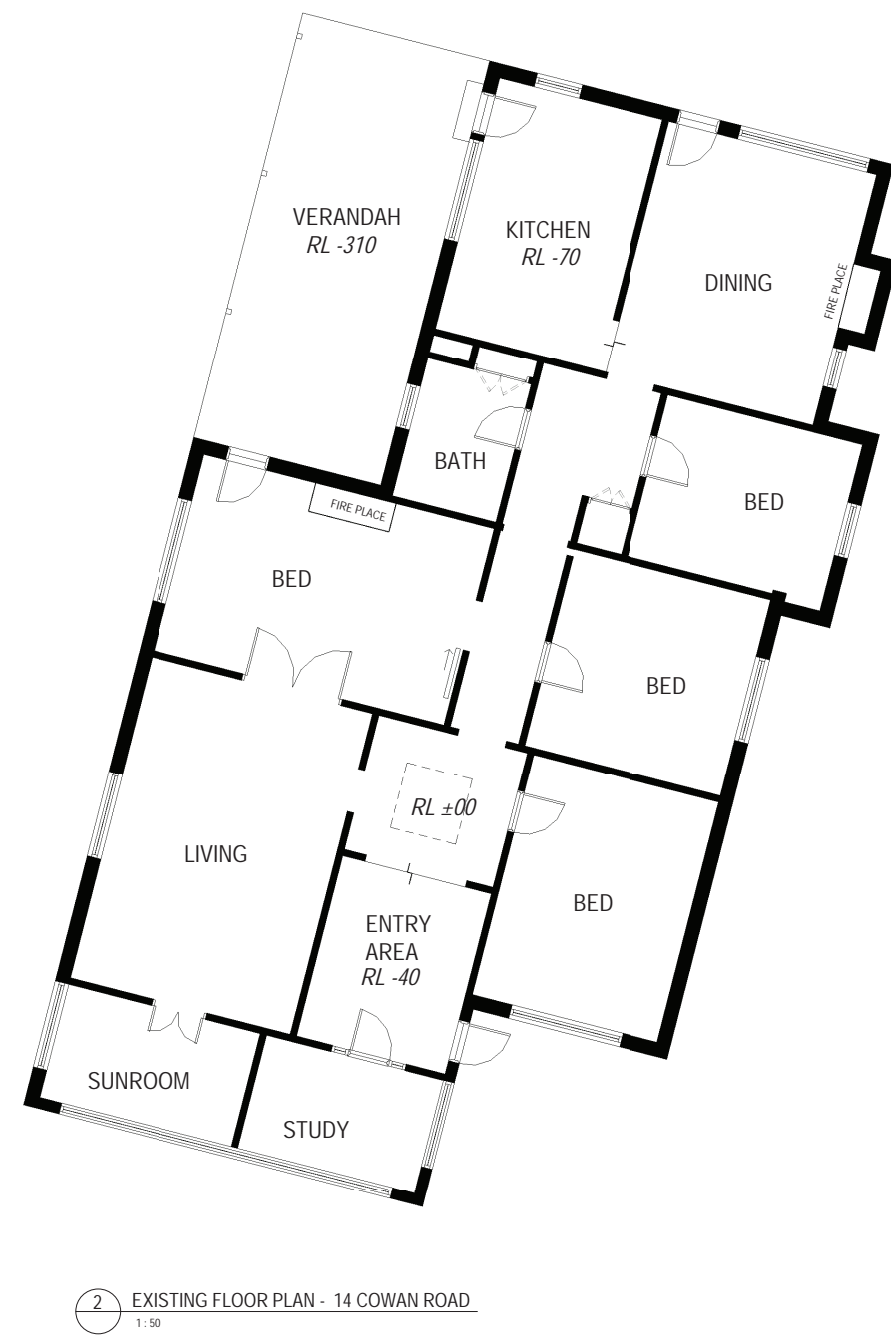 VERANDAH
RL -310
KITCHEN
RL -70
DINING
FIRE PLACE
BATH
BED
FIRE PLACE
BED
BED
RL ±00
LIVING
BED
ENTRY
AREA
RL -40
SUNROOM
STUDY
2
EXISTING FLOOR PLAN - 14 COWAN ROAD
1 : 50